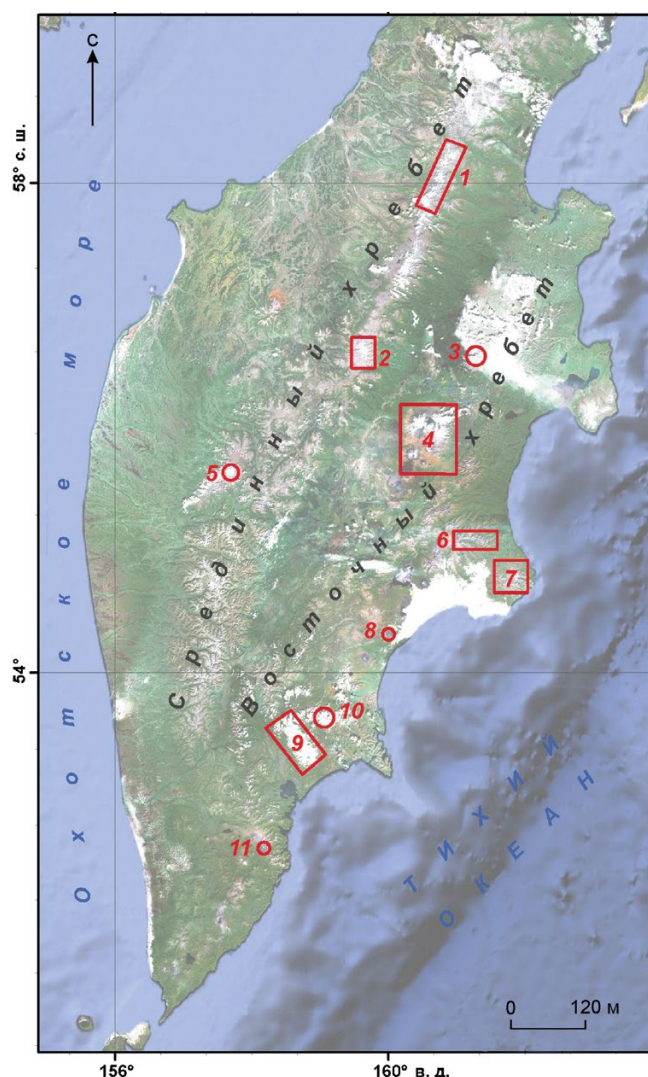 С
58° с. ш.
54°
156°
160° в. д.
Охотское море
Срединный хребет
Восточный хребет
ТИХИЙ
ОКЕАН
1
2
3
4
5
6
7
8
9
10
11
0 120 м